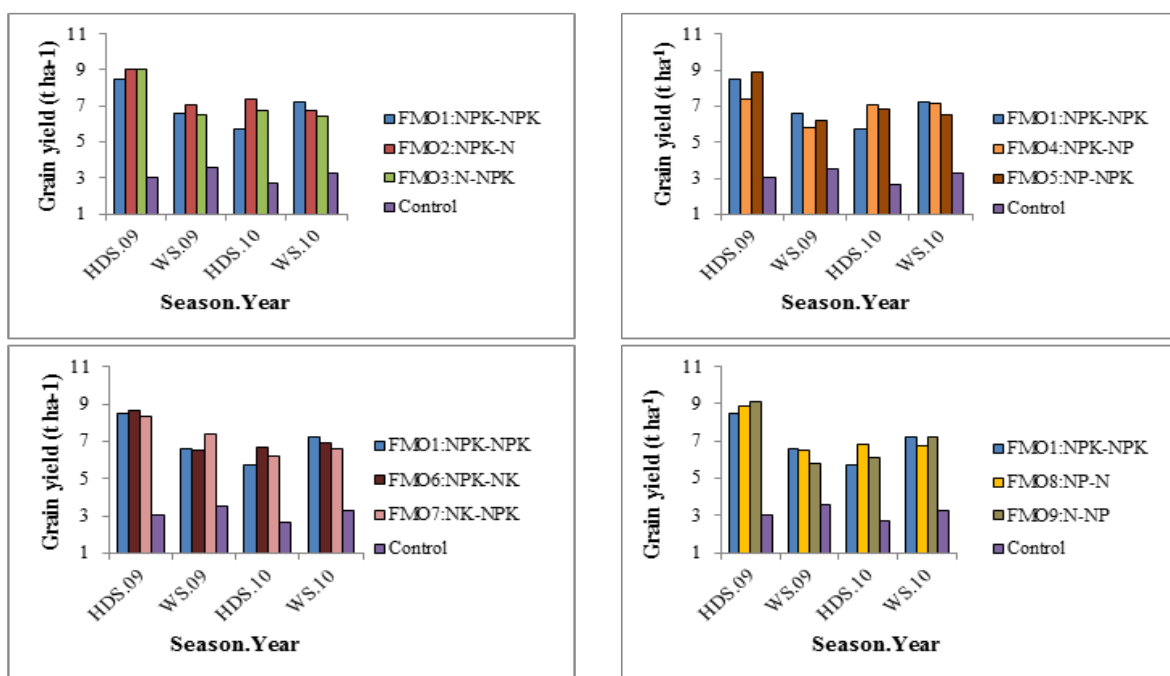 Grain yield (t ha-1)
11
9
7
5
3
1
HDS.09
WS.09
HDS.10
WS.10
Season.Year
FMO1:NPK-NPK
FMO2:NPK-N
FMO3:N-NPK
Control
Grain yield (t ha¹)
11
9
7
5
3
1
HDS.09
WS.09
HDS.10
WS.10
Season.Year
FMO1:NPK-NPK
FMO4:NPK-NP
FMO5:NP-NPK
Control
Grain yield (t ha-1)
11
9
7
5
3
1
HDS.09
WS.09
HDS.10
WS.10
Season.Year
FMO1:NPK-NPK
FMO6:NPK-NK
FMO7:NK-NPK
Control
Grain yield (t ha¹)
11
9
7
5
3
1
HDS.09
WS.09
HDS.10
WS.10
Season.Year
FMO1:NPK-NPK
FMO8:NP-N
FMO9:N-NP
Control